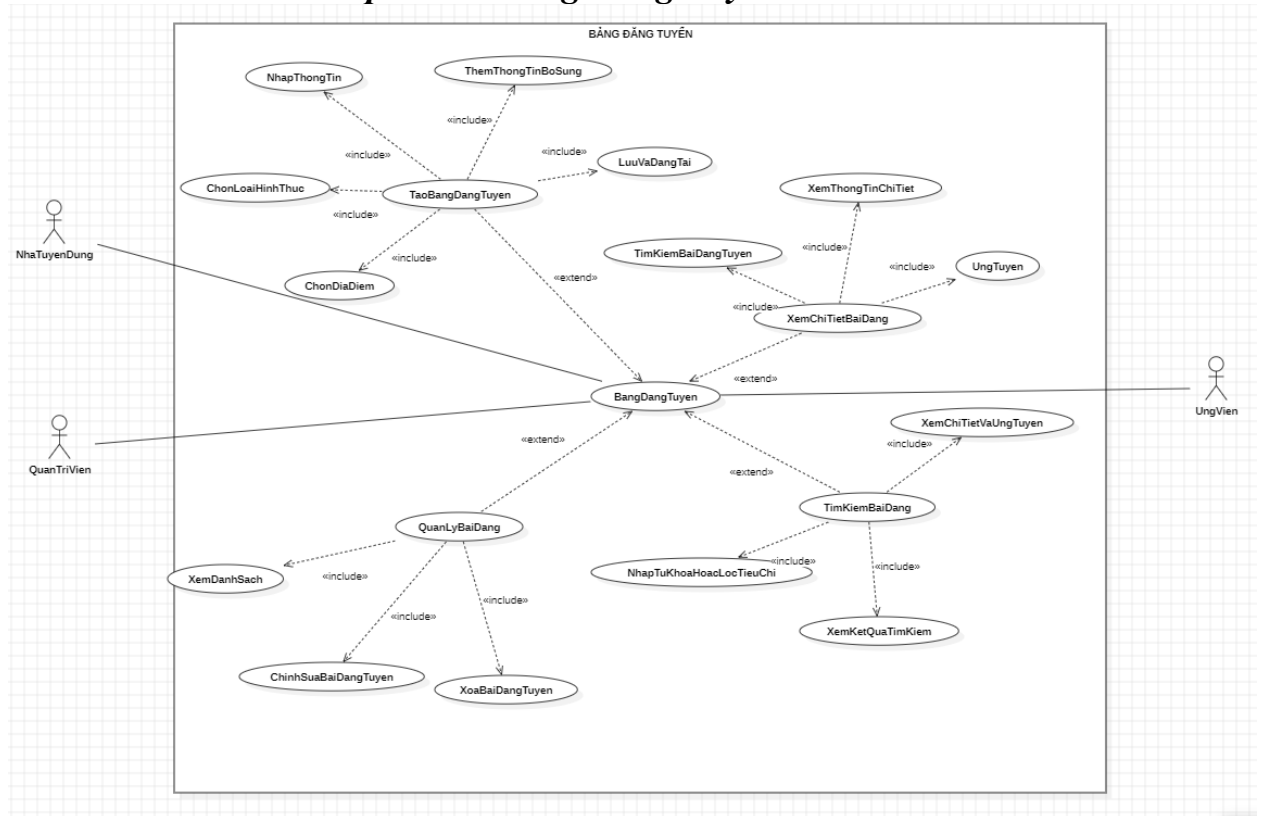 BẢNG ĐĂNG TUYỂN
NhapThongTin
ThemThongTinBoSung
«include»
«include»
«include»
LuuVaDangTai
ChonLoaiHinhThuc
TaoBangDangTuyen
XemThongTinChiTiet
«include»
NhaTuyenDung
«include»
ChonDiaDiem
«extend»
TimKiemBaiDangTuyen
«include»
«include»
UngTuyen
«include»
XemChiTietBaiDang
«extend»
BangDangTuyen
UngVien
QuanTriVien
«extend»
XemChiTietVaUngTuyen
«include»
«extend»
TimKiemBaiDang
QuanLyBaiDang
XemDanhSach
«include»
«include»
«include»
NhapTuKhoaHoacLocTieuChi
«include»
«include»
XemKetQuaTimKiem
ChinhSuaBaiDangTuyen
XoaBaiDangTuyen